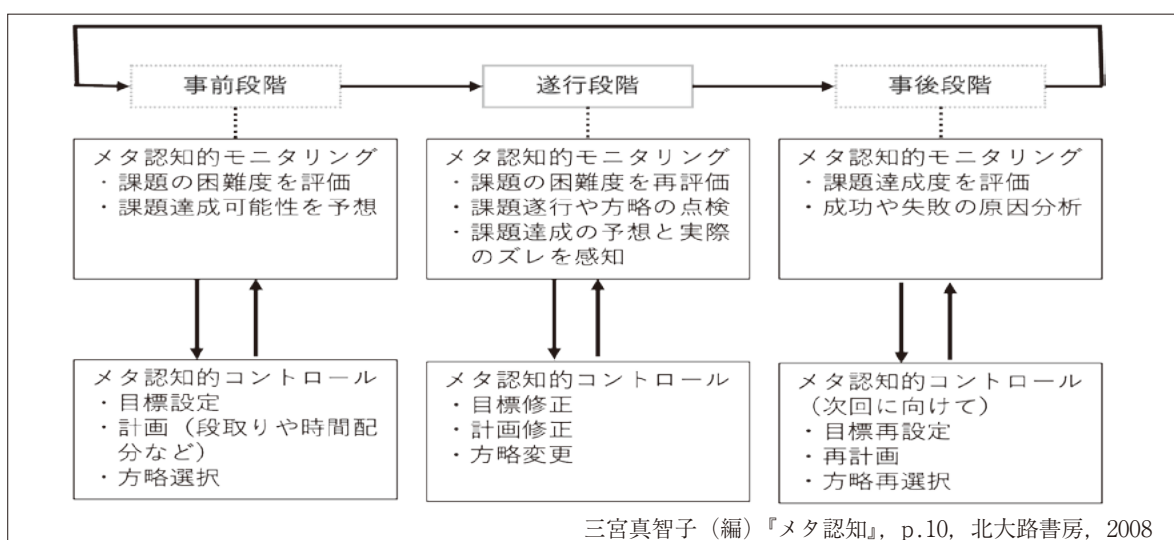 事前段階
遂行段階
事後段階
メタ認知的モニタリング
・課題の困難度を評価
・課題達成可能性を予想
メタ認知的モニタリング
・課題の困難度を再評価
・課題遂行や方略の点検
・課題達成の予想と実際
のズレを感知
メタ認知的モニタリング
・課題達成度を評価
・成功や失敗の原因分析
メタ認知的コントロール
・目標設定
・計画（段取りや時間配
分など）
・方略選択
メタ認知的コントロール
・目標修正
・計画修正
・方略変更
メタ認知的コントロール
（次回に向けて）
・目標再設定
・再計画
・方略再選択
三宮真智子（編）『メタ認知』，p.10，北大路書房，2008